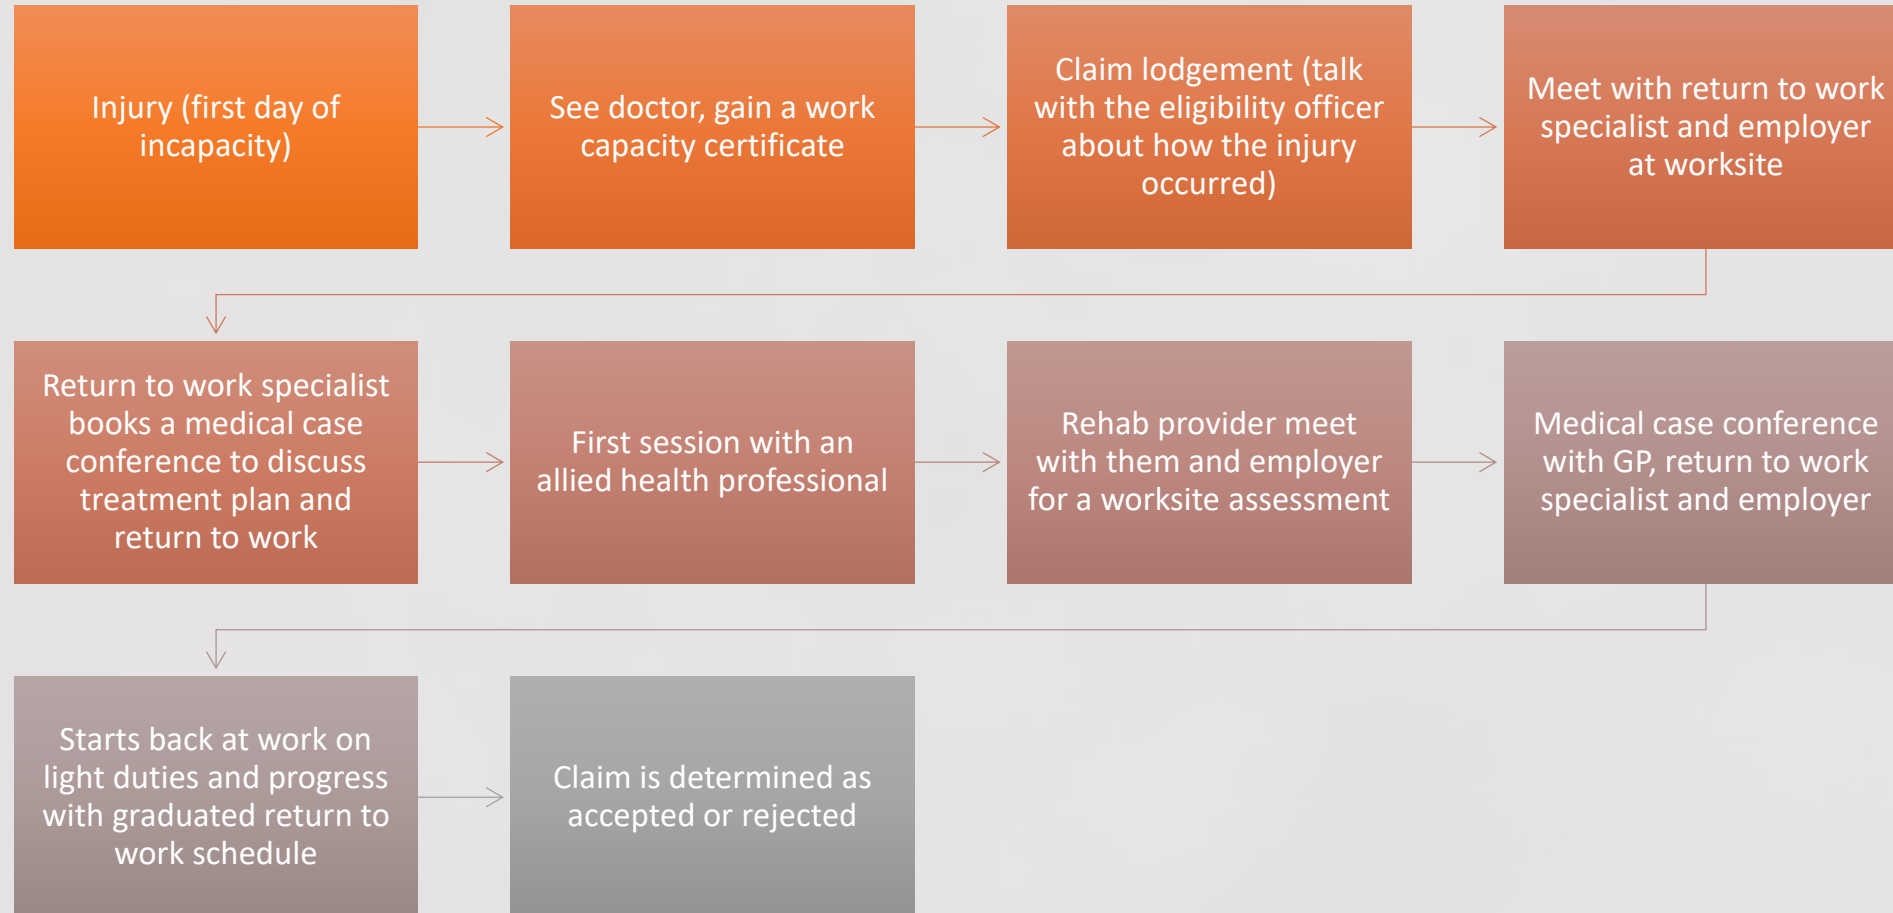 Injury (first day of
incapacity)
See doctor, gain a work
capacity certificate
Claim lodgement (talk
with the eligibility officer
about how the injury
occurred)
Meet with return to work
specialist and employer
at worksite
Return to work specialist
books a medical case
conference to discuss
treatment plan and
return to work
First session with an
allied health professional
Rehab provider meet
with them and employer
for a worksite assessment
Medical case conference
with GP, return to work
specialist and employer
Starts back at work on
light duties and progress
with graduated return to
work schedule
Claim is determined as
accepted or rejected